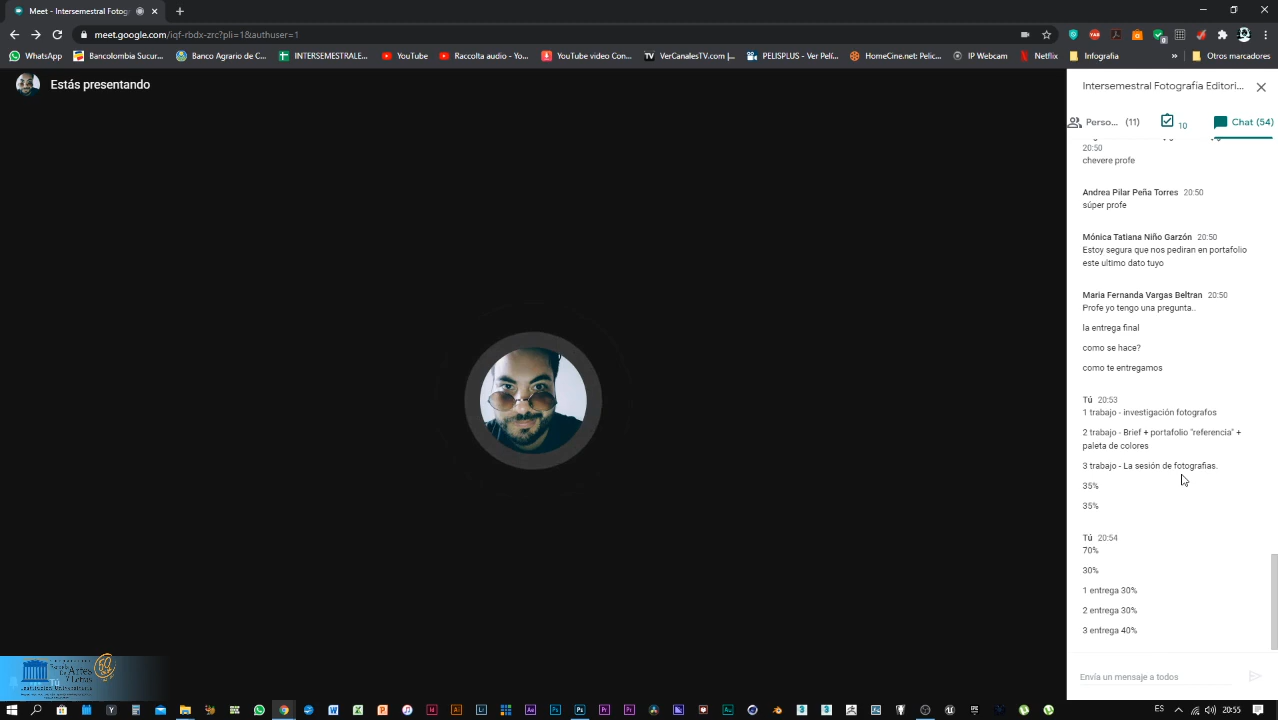 Meet - Intersemestral Fotogra
meet.google.com/iqf-rbdx-zrc?pli=1&authuser=1
WhatsApp
Bancolombia Sucur...
Banco Agrario de C...
INTERSEMESTRALE...
YouTube
Raccolta audio - Yo...
YouTube video Con...
VerCanalesTV.com |...
PELISPLUS - Ver Pelí...
HomeCine.net: Pelic...
IP Webcam
Netflix
Infografia
»
Otros marcadores
Estás presentando
Intersemestral Fotografía Editori...
Perso... (11)
10
Chat (54)
20:50
chevere profe
Andrea Pilar Peña Torres 20:50
súper profe
Mónica Tatiana Niño Garzón 20:50
Estoy segura que nos pediran en portafolio
este ultimo dato tuyo
Maria Fernanda Vargas Beltran 20:50
Profe yo tengo una pregunta..
la entrega final
como se hace?
como te entregamos
Tú 20:53
1 trabajo - investigación fotografos
2 trabajo - Brief + portafolio "referencia" +
paleta de colores
3 trabajo - La sesión de fotografias.
35%
35%
Tú 20:54
70%
30%
1 entrega 30%
2 entrega 30%
3 entrega 40%
Envía un mensaje a todos
Artes
y Letras
Tú
20:55